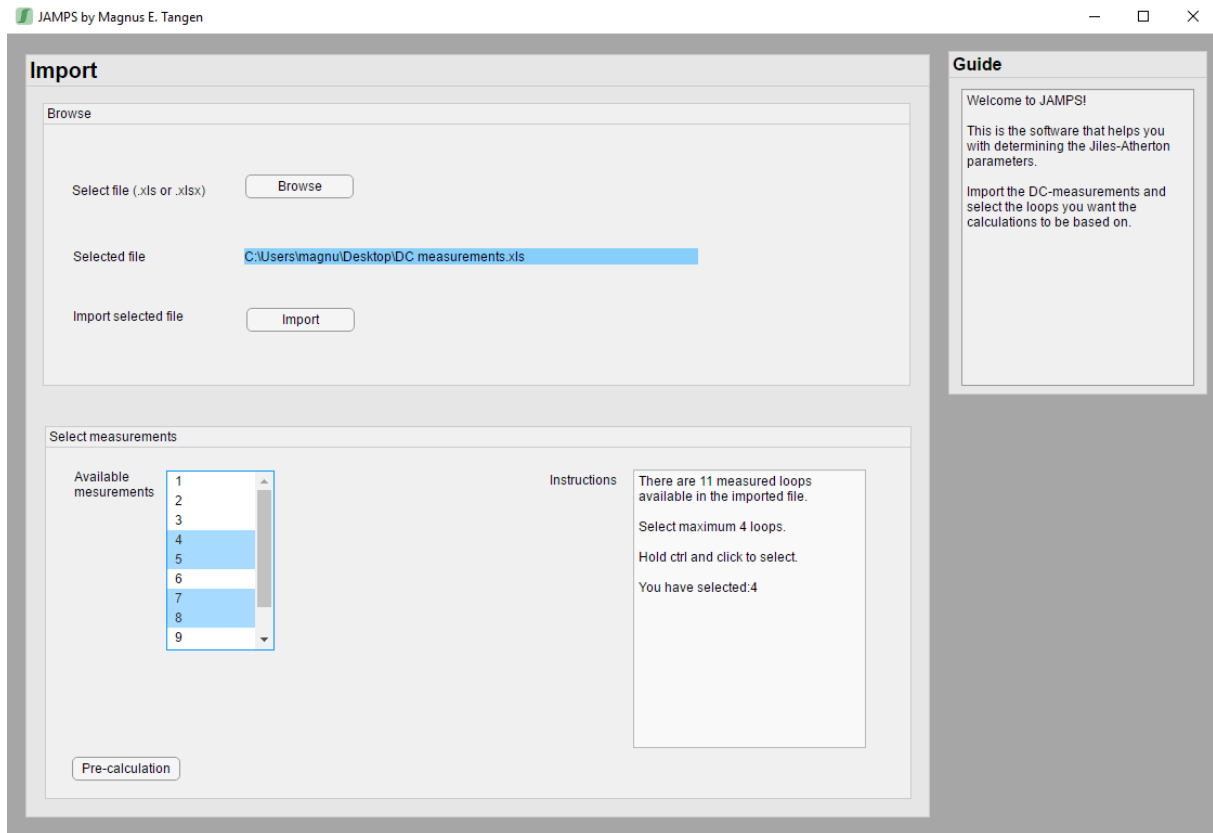 JAMPS by Magnus E. Tangen
Import
Browse
Select file (.xls or .xlsx)
Browse
Selected file
C:\Users\magnu\Desktop\DC measurements.xls
Import selected file
Import
Select measurements
Available
mesurements
1
2
3
4
5
6
7
8
9
Instructions
There are 11 measured loops
available in the imported file.
Select maximum 4 loops.
Hold ctrl and click to select.
You have selected:4
Pre-calculation
Guide
Welcome to JAMPS!
This is the software that helps you
with determining the Jiles-Atherton
parameters.
Import the DC-measurements and
select the loops you want the
calculations to be based on.